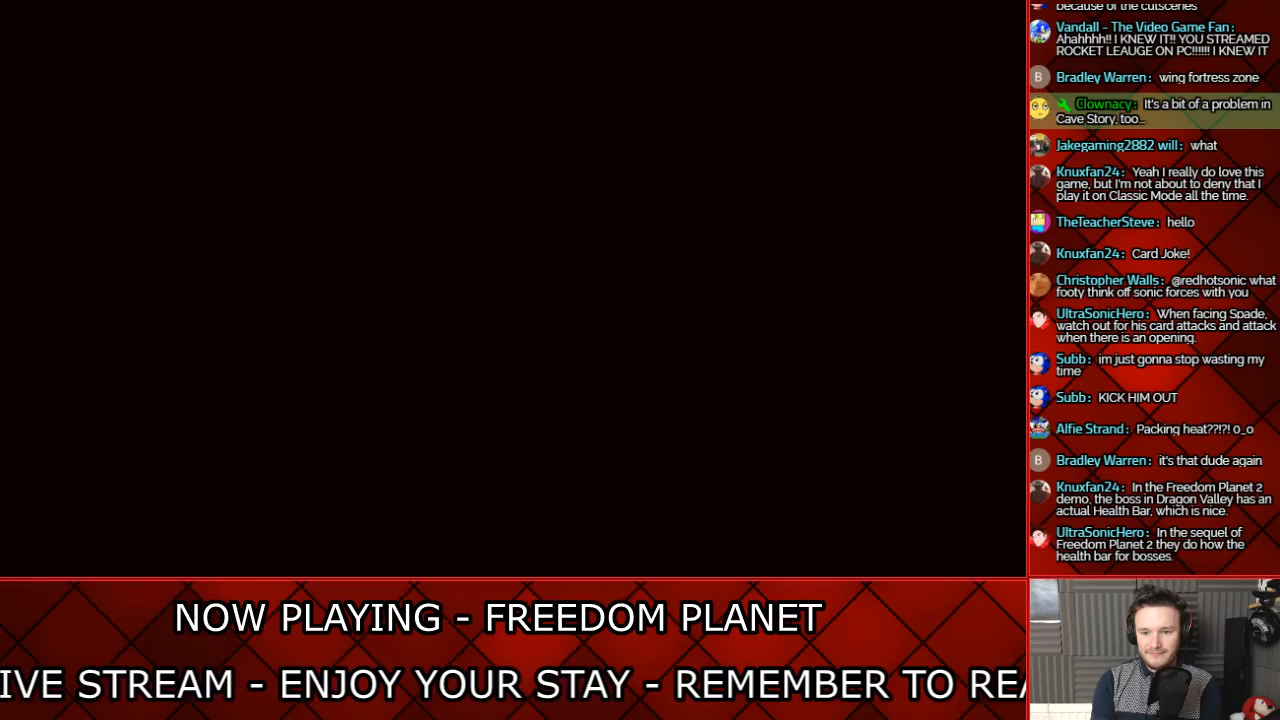 because of the cutscenes
Vandall - The Video Game Fan:
Ahahhhh!! I KNEW IT!! YOU STREAMED
ROCKET LEAUGE ON PC!!!!!! I KNEW IT
B Bradley Warren: wing fortress zone
Clownacy: It's a bit of a problem in
Cave Story, too...
Jakegaming2882 will: what
Knuxfan24: Yeah I really do love this
game, but I'm not about to deny that I
play it on Classic Mode all the time.
TheTeacherSteve: hello
Knuxfan24: Card Joke!
Christopher Walls: @redhotsonic what
footy think off sonic forces with you
UltraSonicHero: When facing Spade,
watch out for his card attacks and attack
when there is an opening.
Subb: im just gonna stop wasting my
time
Subb: KICK HIM OUT
Alfie Strand: Packing heat??!?! o_o
B Bradley Warren: it's that dude again
Knuxfan24: In the Freedom Planet 2
demo, the boss in Dragon Valley has an
actual Health Bar, which is nice.
UltraSonicHero: In the sequel of
Freedom Planet 2 they do how the
health bar for bosses.
NOW PLAYING - FREEDOM PLANET
IVE STREAM - ENJOY YOUR STAY - REMEMBER TO REA